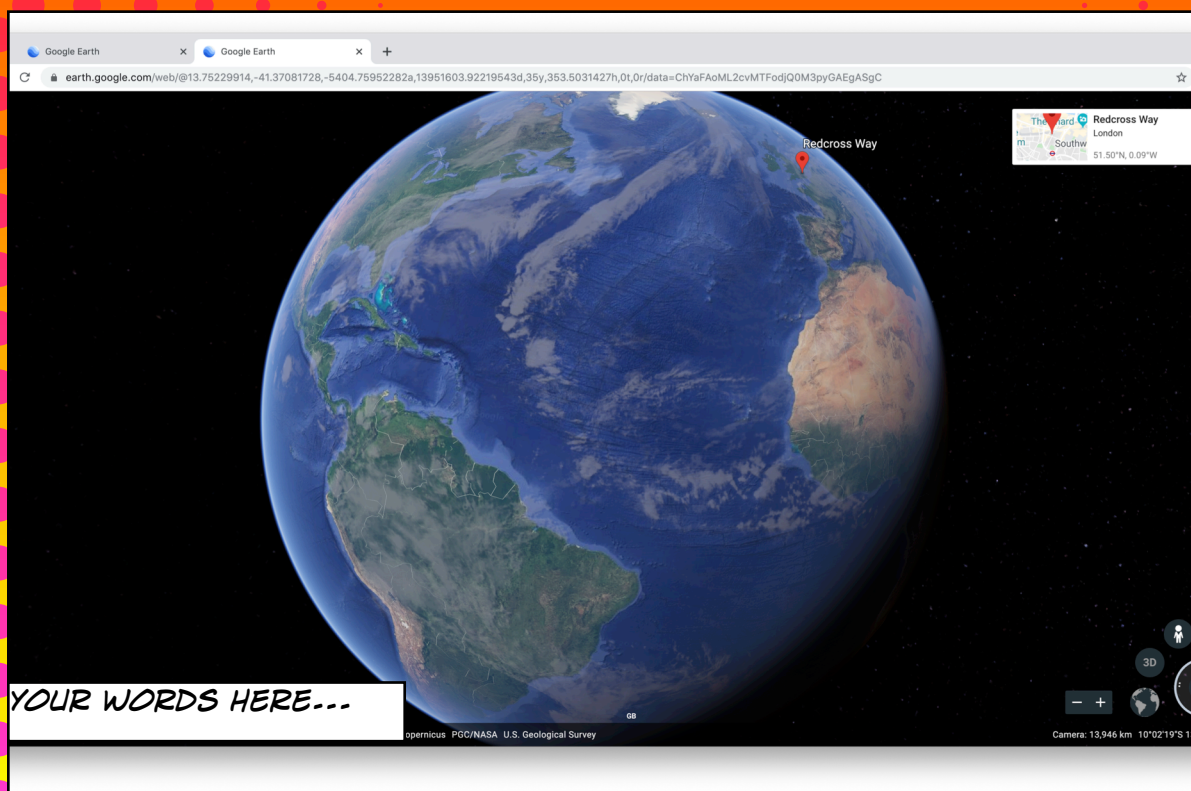 Google Earth
Google Earth
earth.google.com/web/@13.75229914,-41.37081728,-5404.75952282a,13951603.92219543d,35y,353.5031427h,0t,0r/data=ChYaFAoML2cvMTFodjQ0M3pyGAEgASgC
Redcross Way
Redcross Way
London
51.50°N, 0.09°W
Southw
m
3D
YOUR WORDS HERE...
GB
opernicus PGC/NASA U.S. Geological Survey
Camera: 13,946 km 10°02'19"S 1